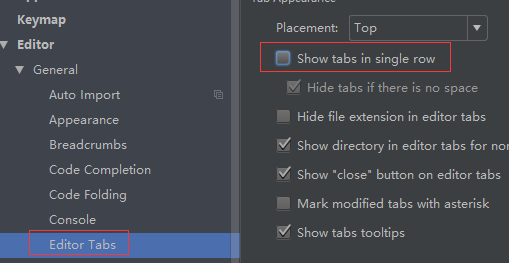 Keymap
Editor
General
Auto Import
Appearance
Breadcrumbs
Code Completion
Code Folding
Console
Editor Tabs
Tab Appearance
Placement: Top
Show tabs in single row
Hide tabs if there is no space
Hide file extension in editor tabs
Show directory in editor tabs for non
Show "close" button on editor tabs
Mark modified tabs with asterisk
Show tabs tooltips